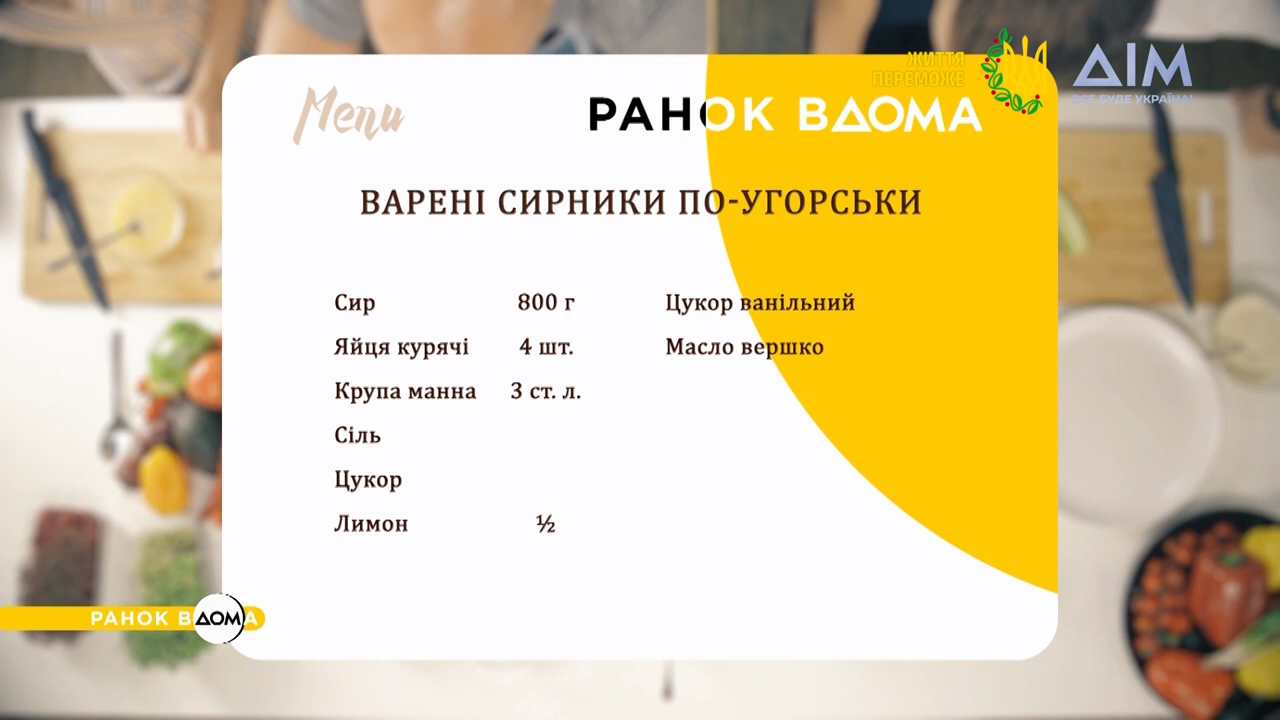 ЖИТТЯ
ПЕРЕМОЖЕ
ДІМ
ВСЕ БУДЕ УКРАЇНА!
Menu
РАНОК ВДОМА
ВАРЕНІ СИРНИКИ ПО-УГОРСЬКИ
Сир 800 г
Яйця курячі 4 шт.
Крупа манна 3 ст. л.
Сіль
Цукор
Лимон ½
Цукор ванільний
Масло вершко
РАНОК ВДОМА